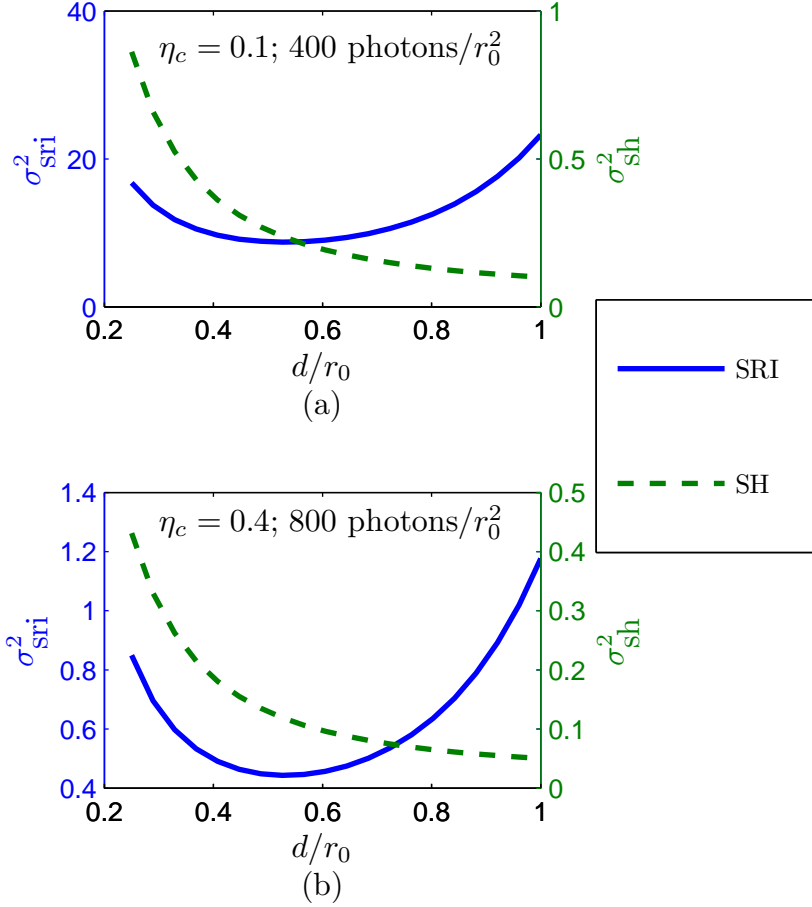 40
1
η_c = 0.1; 400 photons/r_0^2
20
0.5
σ^2_sri
σ^2_sh
0
0
0.2 0.4 0.6 0.8 1
d/r_0
(a)
SRI
SH
1.4
0.5
η_c = 0.4; 800 photons/r_0^2
1.2
0.4
1
0.3
σ^2_sri
σ^2_sh
0.8
0.2
0.6
0.1
0.4
0
0.2 0.4 0.6 0.8 1
d/r_0
(b)